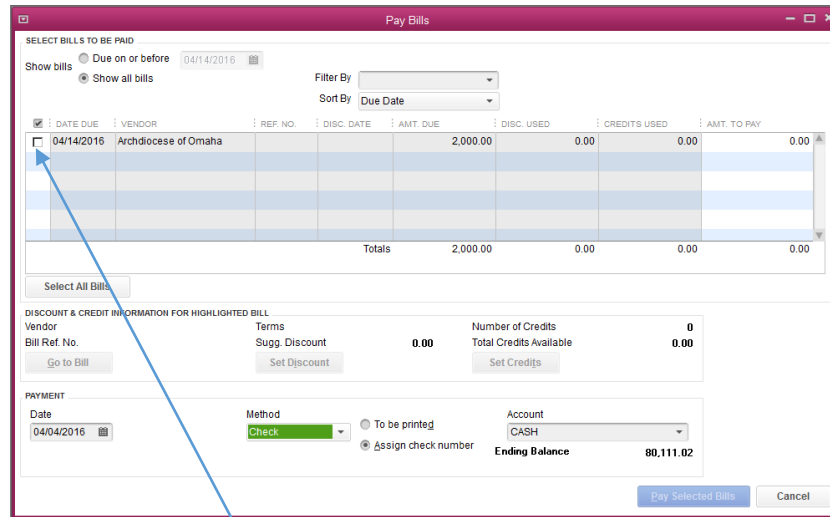 Pay Bills
SELECT BILLS TO BE PAID
Show bills Due on or before 04/14/2016
Show all bills Filter By
Sort By Due Date
DATE DUE VENDOR REF. NO. DISC. DATE AMT. DUE DISC. USED CREDITS USED AMT. TO PAY
04/14/2016 Archdiocese of Omaha 2,000.00 0.00 0.00 0.00
Totals 2,000.00 0.00 0.00 0.00
Select All Bills
DISCOUNT & CREDIT INFORMATION FOR HIGHLIGHTED BILL
Vendor Terms Number of Credits 0
Bill Ref. No. Sugg. Discount 0.00 Total Credits Available 0.00
Go to Bill Set Discount Set Credits
PAYMENT
Date Method Account
04/04/2016 Check To be printed CASH
Assign check number Ending Balance 80,111.02
Pay Selected Bills Cancel